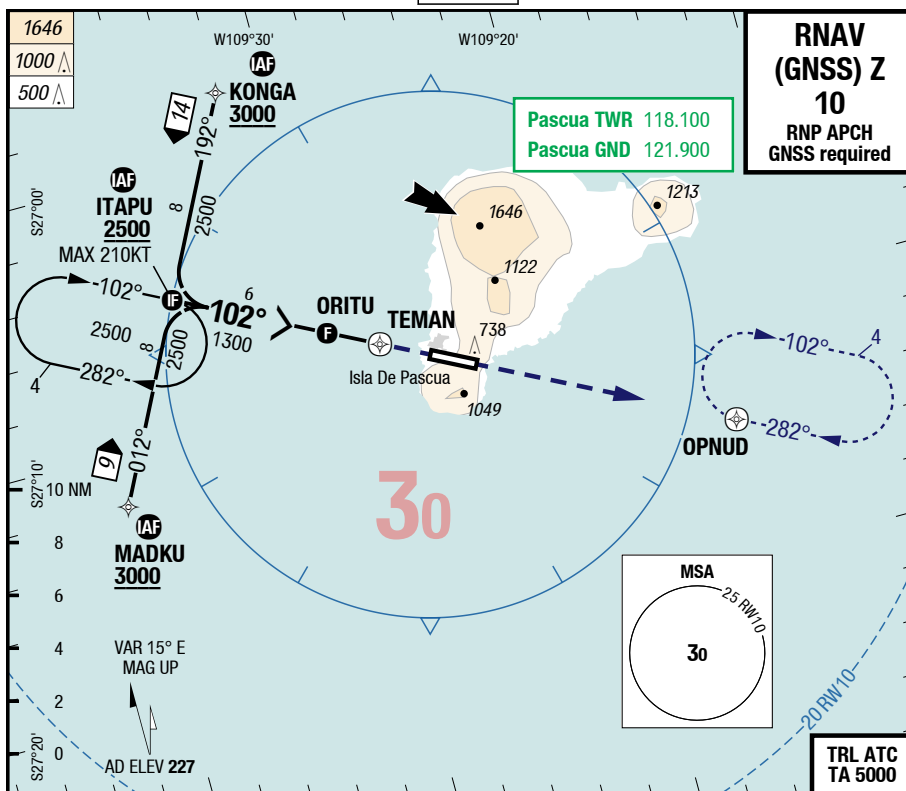 1646
1000
500
W109°30'
W109°20'
RNAV
(GNSS) Z
10
RNP APCH
GNSS required
IAF
KONGA
3000
Pascua TWR 118.100
Pascua GND 121.900
14
192°
8
2500
S27°00'
IAF
ITAPU
2500
MAX 210KT
1646
1213
1122
102°
IF
6
102°
1300
ORITU
F
TEMAN
738
Isla De Pascua
1049
2500
8
2500
4
282°
102°
4
282°
OPNUD
9
012°
S27°10'
10 NM
IAF
MADKU
3000
30
8
6
4
2
0
MSA
25 RW10
30
VAR 15° E
MAG UP
20 RW10
S27°20'
AD ELEV 227
TRL ATC
TA 5000